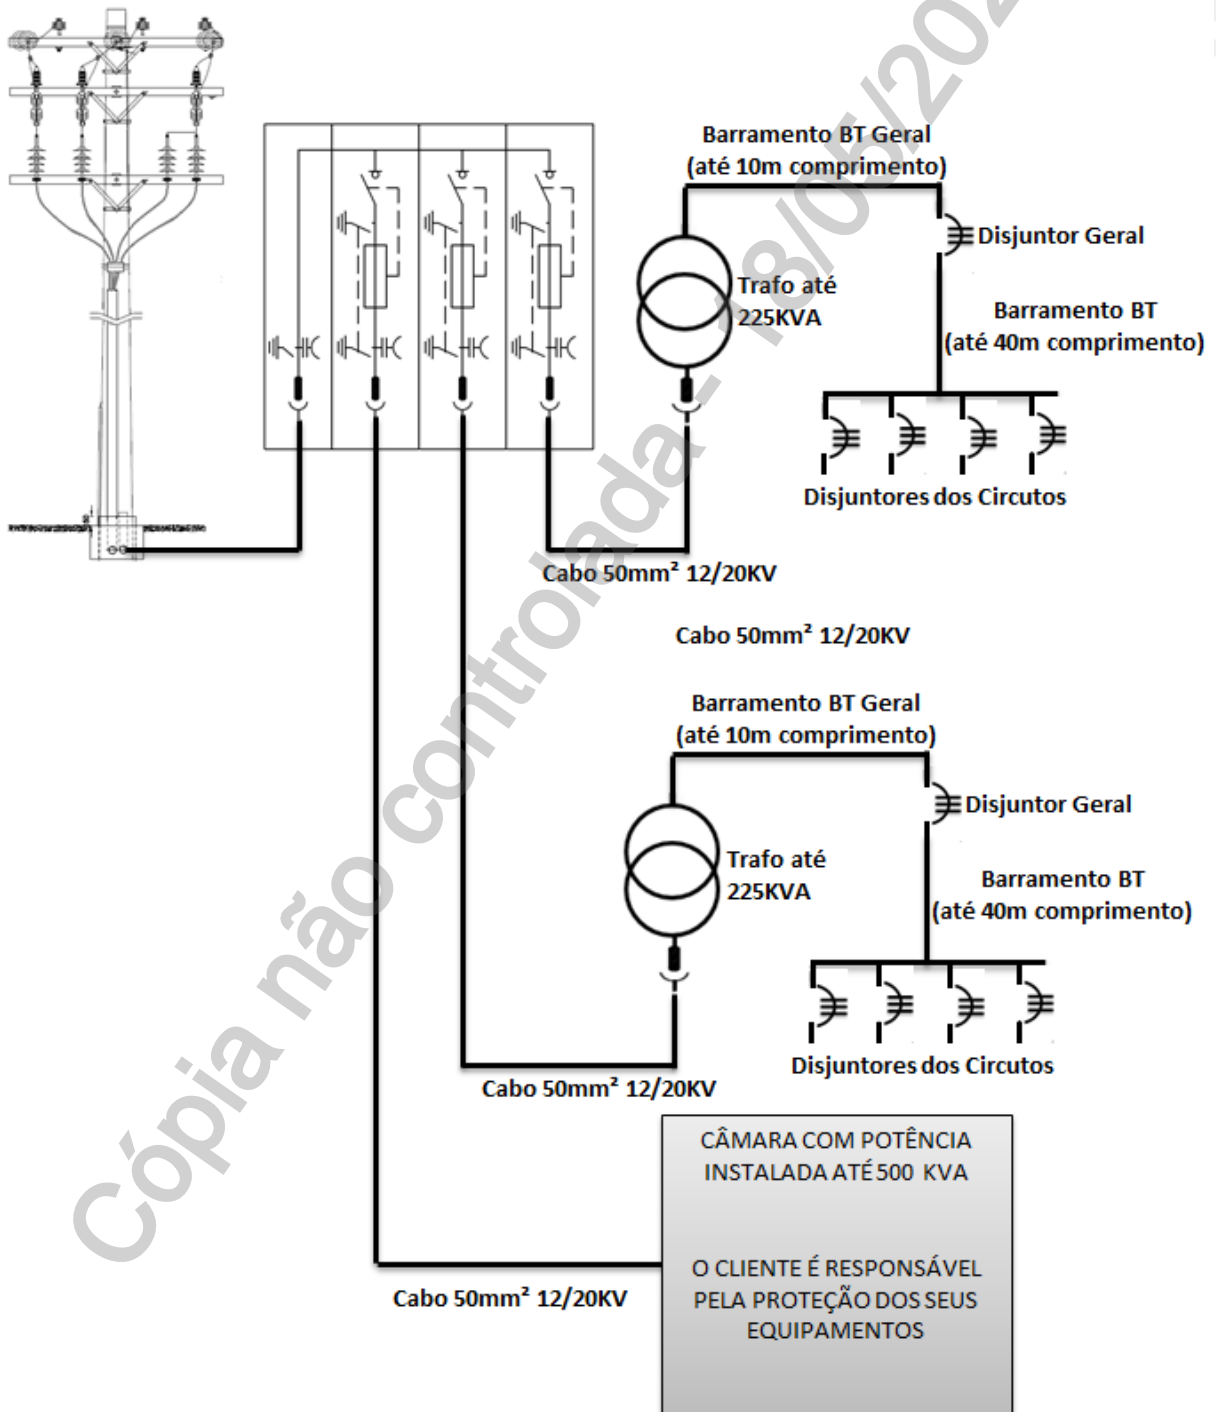 Barramento BT Geral
(até 10m comprimento)
Disjuntor Geral
Trafo até
225KVA
Barramento BT
(até 40m comprimento)
Disjuntores dos Circutos
Cabo 50mm² 12/20KV
Cabo 50mm² 12/20KV
Barramento BT Geral
(até 10m comprimento)
Disjuntor Geral
Trafo até
225KVA
Barramento BT
(até 40m comprimento)
Disjuntores dos Circutos
Cabo 50mm² 12/20KV
CÂMARA COM POTÊNCIA
INSTALADA ATÉ 500 KVA
O CLIENTE É RESPONSÁVEL
PELA PROTEÇÃO DOS SEUS
EQUIPAMENTOS
Cabo 50mm² 12/20KV
Cópia não controlada - 18/05/202